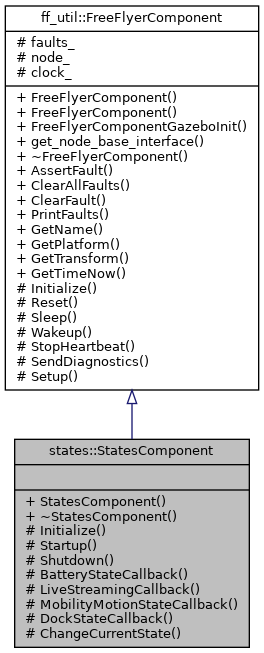 ff_util::FreeFlyerComponent
# faults_
# node_
# clock_
+ FreeFlyerComponent()
+ FreeFlyerComponent()
+ FreeFlyerComponentGazeboInit()
+ get_node_base_interface()
+ ~FreeFlyerComponent()
+ AssertFault()
+ ClearAllFaults()
+ ClearFault()
+ PrintFaults()
+ GetName()
+ GetPlatform()
+ GetTransform()
+ GetTimeNow()
# Initialize()
# Reset()
# Sleep()
# Wakeup()
# StopHeartbeat()
# SendDiagnostics()
# Setup()
states::StatesComponent
+ StatesComponent()
+ ~StatesComponent()
# Initialize()
# Startup()
# Shutdown()
# BatteryStateCallback()
# LiveStreamingCallback()
# MobilityMotionStateCallback()
# DockStateCallback()
# ChangeCurrentState()